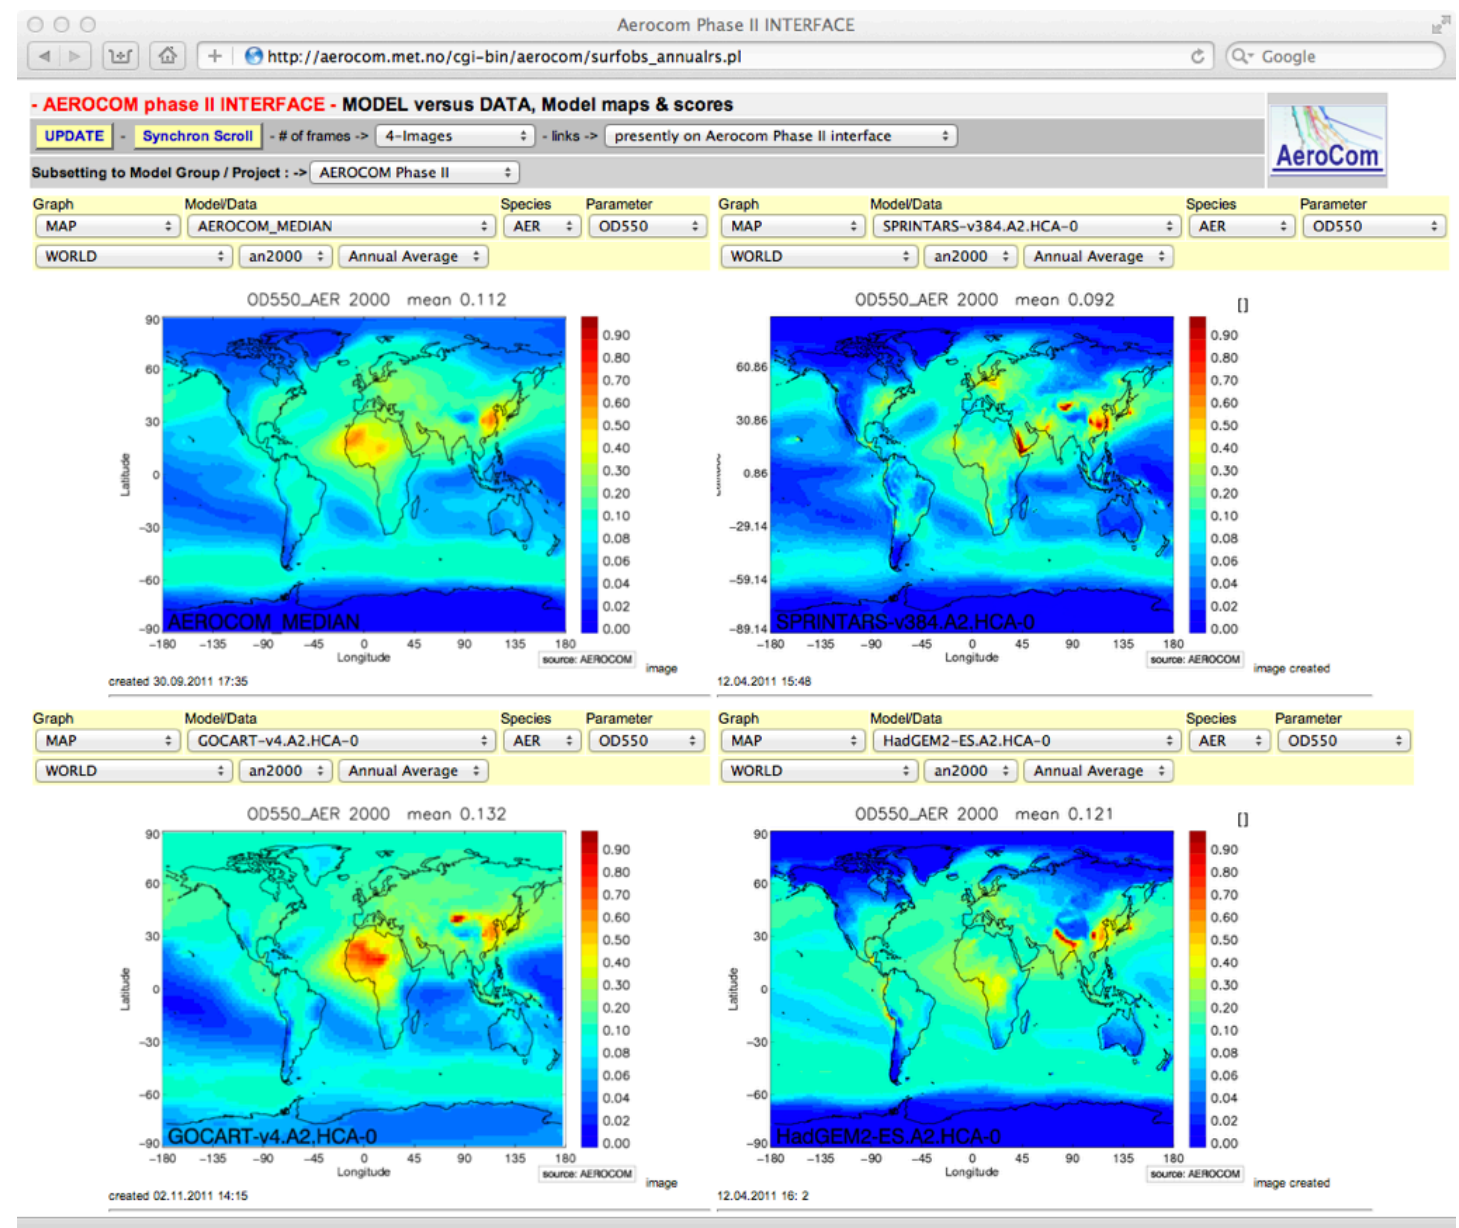 Aerocom Phase II INTERFACE
http://aerocom.met.no/cgi-bin/aerocom/surfobs_annualrs.pl
Google
- AEROCOM phase II INTERFACE - MODEL versus DATA, Model maps & scores
UPDATE - Synchron Scroll - # of frames -> 4-Images - links -> presently on Aerocom Phase II interface
AeroCom
Subsetting to Model Group / Project : -> AEROCOM Phase II
Graph Model/Data Species Parameter
MAP AEROCOM_MEDIAN AER OD550
WORLD an2000 Annual Average
OD550_AER 2000 mean 0.112
90
60
30
0
-30
-60
-90
Latitude
AEROCOM_MEDIAN
-180 -135 -90 -45 0 45 90 135 180
Longitude
0.90
0.80
0.70
0.60
0.50
0.40
0.30
0.20
0.10
0.08
0.06
0.04
0.02
0.00
source: AEROCOM
image
created 30.09.2011 17:35
Graph Model/Data Species Parameter
MAP SPRINTARS-v384.A2.HCA-0 AER OD550
WORLD an2000 Annual Average
OD550_AER 2000 mean 0.092
[]
60.86
30.86
0.86
-29.14
-59.14
-89.14
SPRINTARS-v384.A2.HCA-0
-180 -135 -90 -45 0 45 90 135 180
Longitude
0.90
0.80
0.70
0.60
0.50
0.40
0.30
0.20
0.10
0.08
0.06
0.04
0.02
0.00
source: AEROCOM
image created
12.04.2011 15:48
Graph Model/Data Species Parameter
MAP GOCART-v4.A2.HCA-0 AER OD550
WORLD an2000 Annual Average
OD550_AER 2000 mean 0.132
90
60
30
0
-30
-60
-90
Latitude
GOCART-v4.A2.HCA-0
-180 -135 -90 -45 0 45 90 135 180
Longitude
0.90
0.80
0.70
0.60
0.50
0.40
0.30
0.20
0.10
0.08
0.06
0.04
0.02
0.00
source: AEROCOM
image
created 02.11.2011 14:15
Graph Model/Data Species Parameter
MAP HadGEM2-ES.A2.HCA-0 AER OD550
WORLD an2000 Annual Average
OD550_AER 2000 mean 0.121
[]
90
60
30
0
-30
-60
-90
Latitude
HadGEM2-ES.A2.HCA-0
-180 -135 -90 -45 0 45 90 135 180
Longitude
0.90
0.80
0.70
0.60
0.50
0.40
0.30
0.20
0.10
0.08
0.06
0.04
0.02
0.00
source: AEROCOM
image created
12.04.2011 16: 2